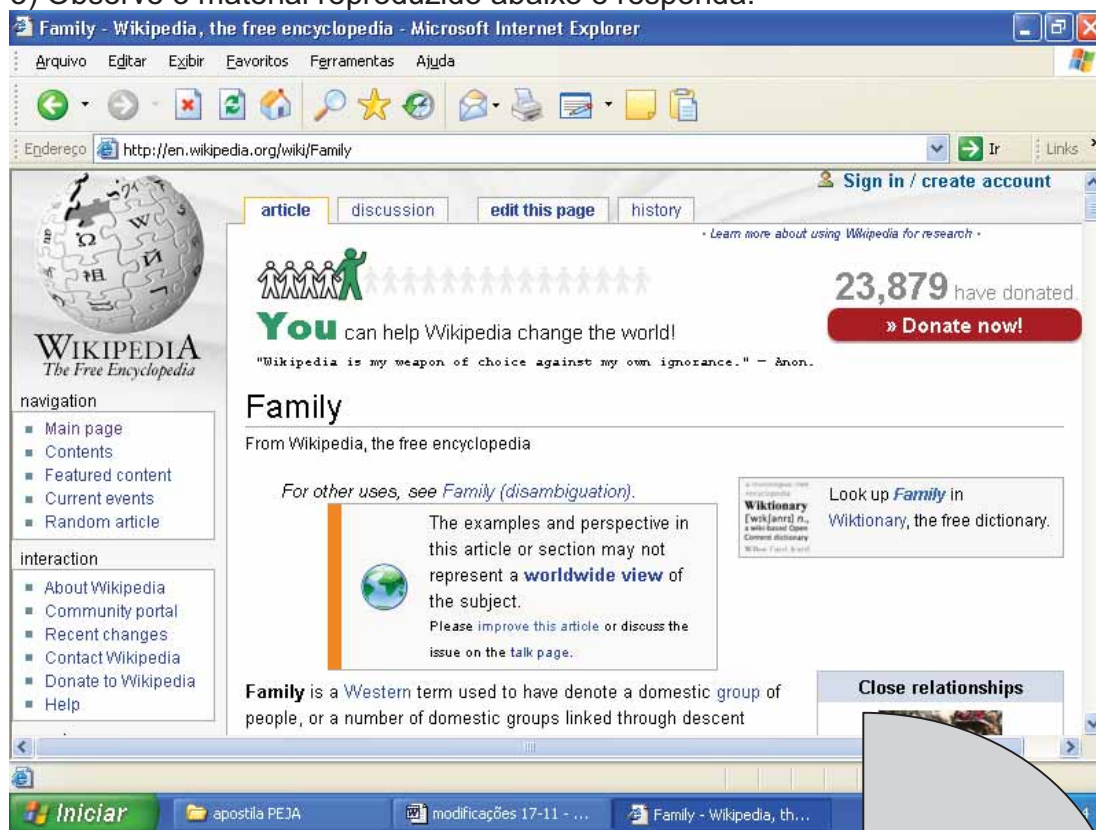 Family - Wikipedia, the free encyclopedia - Microsoft Internet Explorer
Arquivo Editar Exibir Favoritos Ferramentas Ajuda
Endereço http://en.wikipedia.org/wiki/Family Ir Links
Sign in / create account
article discussion edit this page history
• Learn more about using Wikipedia for research •
23,879 have donated.
» Donate now!
You can help Wikipedia change the world!
"Wikipedia is my weapon of choice against my own ignorance." — Anon.
WIKIPEDIA
The Free Encyclopedia
navigation
Main page
Contents
Featured content
Current events
Random article
interaction
About Wikipedia
Community portal
Recent changes
Contact Wikipedia
Donate to Wikipedia
Help
Family
From Wikipedia, the free encyclopedia
For other uses, see Family (disambiguation).
The examples and perspective in
this article or section may not
represent a worldwide view of
the subject.
Please improve this article or discuss the
issue on the talk page.
Wiktionary
Look up Family in
Wiktionary, the free dictionary.
Family is a Western term used to have denote a domestic group of
people, or a number of domestic groups linked through descent
Close relationships
Iniciar apostila PEJA modificações 17-11 - ... Family - Wikipedia, th...